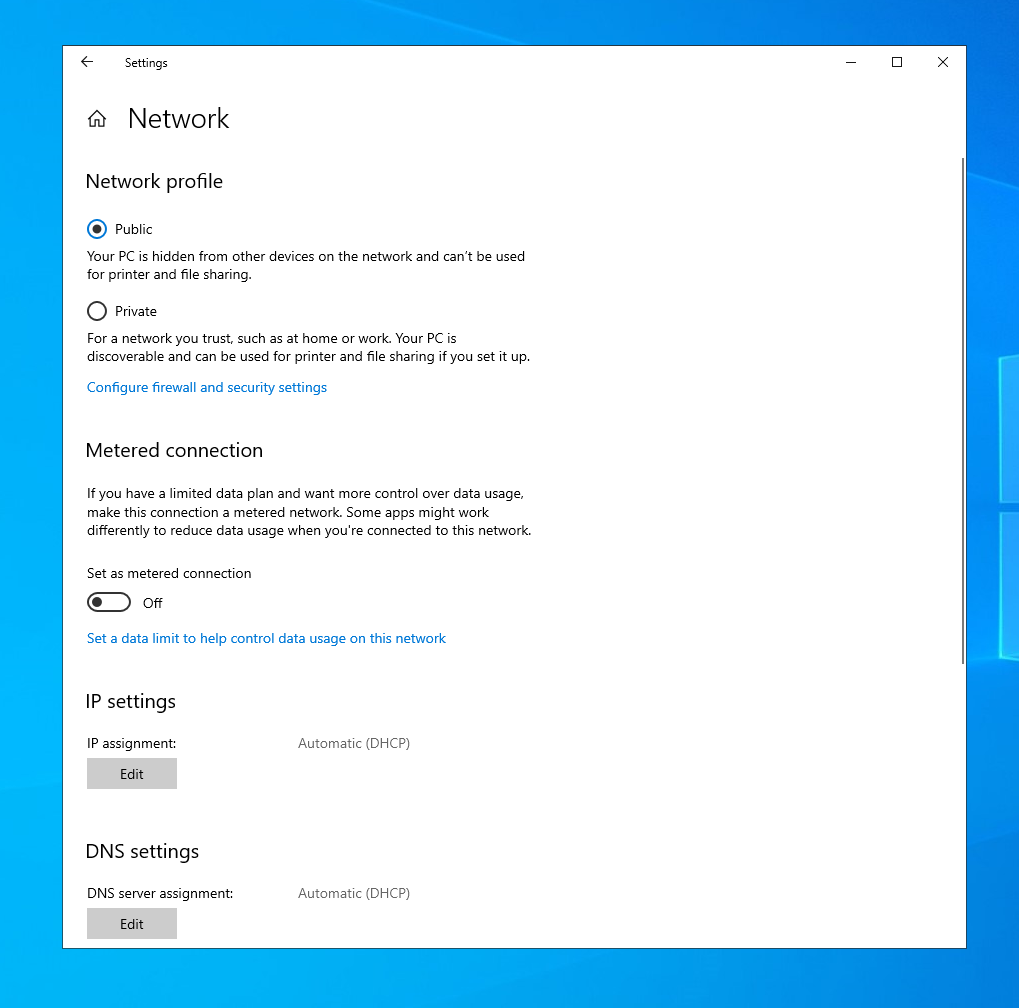 Settings
Network
Network profile
Public
Your PC is hidden from other devices on the network and can’t be used
for printer and file sharing.
Private
For a network you trust, such as at home or work. Your PC is
discoverable and can be used for printer and file sharing if you set it up.
Configure firewall and security settings
Metered connection
If you have a limited data plan and want more control over data usage,
make this connection a metered network. Some apps might work
differently to reduce data usage when you're connected to this network.
Set as metered connection
Off
Set a data limit to help control data usage on this network
IP settings
IP assignment: Automatic (DHCP)
Edit
DNS settings
DNS server assignment: Automatic (DHCP)
Edit